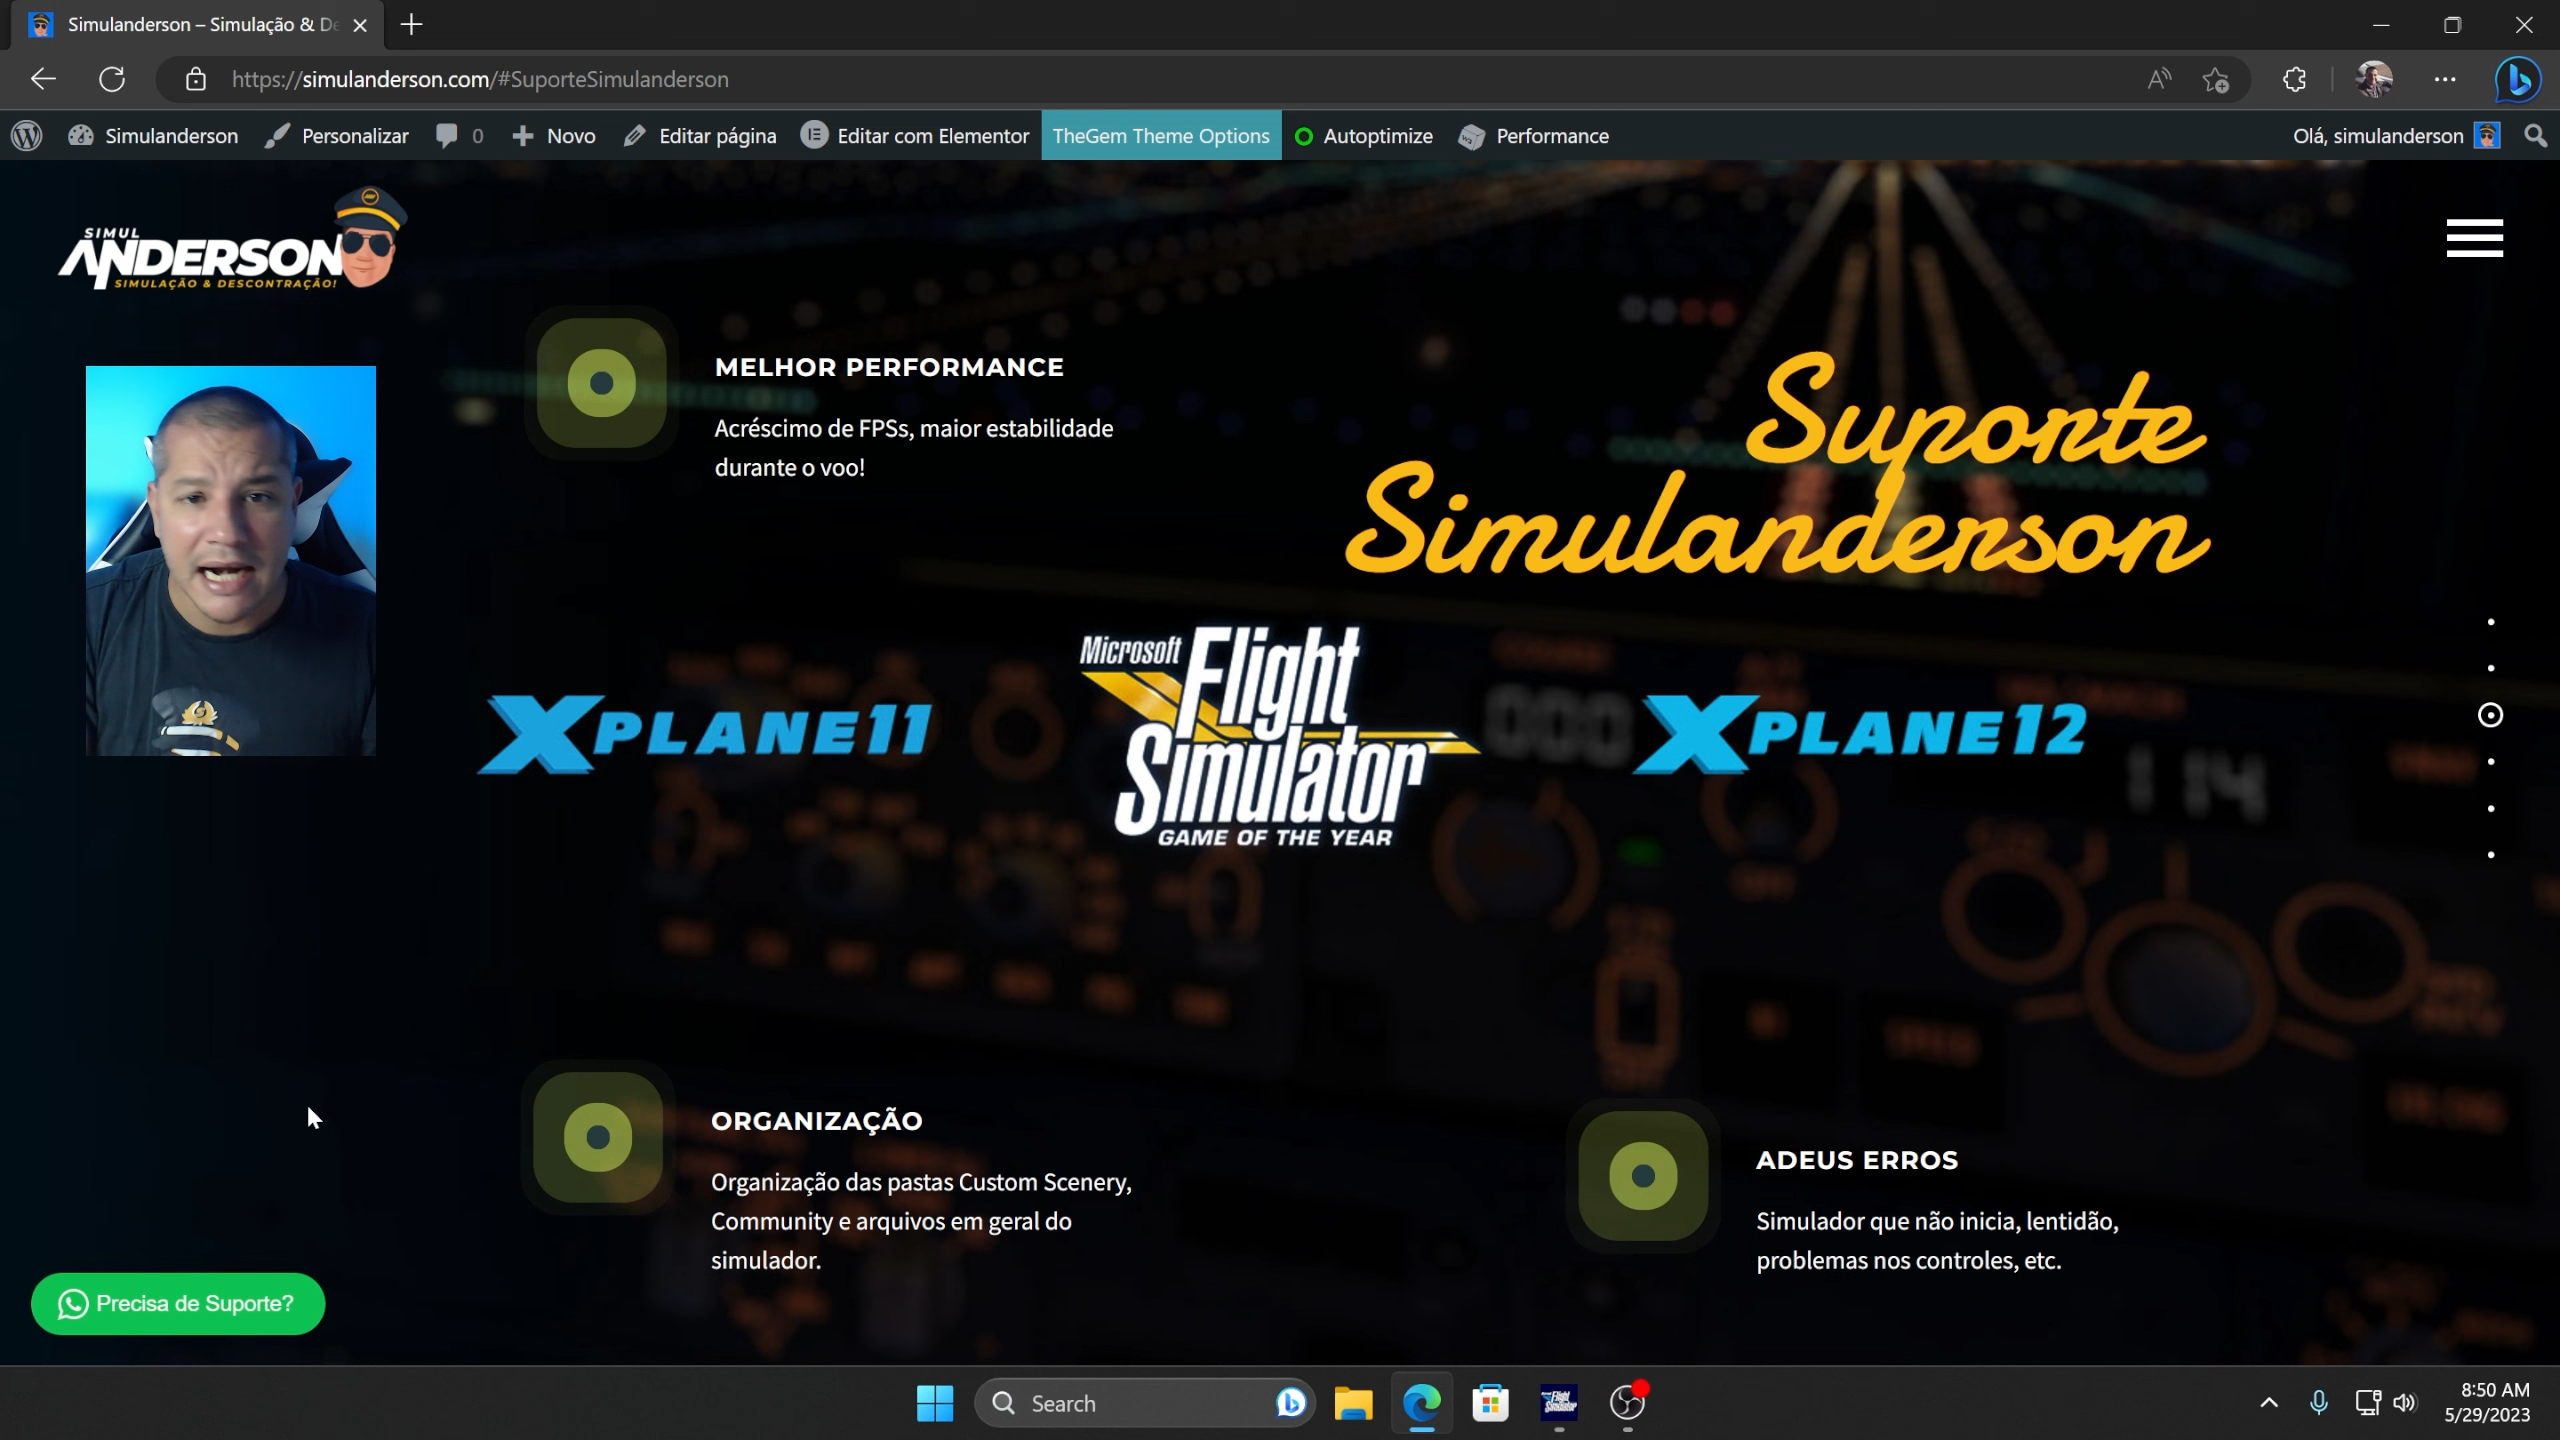 Simulanderson – Simulação & De
https://simulanderson.com/#SuporteSimulanderson
Simulanderson
Personalizar
0
Novo
Editar página
Editar com Elementor
TheGem Theme Options
Autoptimize
Performance
Olá, simulanderson
SIMUL
ANDERSON
SIMULAÇÃO & DESCONTRAÇÃO!
MELHOR PERFORMANCE
Acréscimo de FPSs, maior estabilidade
durante o voo!
Suporte
Simulanderson
XPLANE11
Microsoft
Flight
Simulator
GAME OF THE YEAR
XPLANE12
000
114
ORGANIZAÇÃO
Organização das pastas Custom Scenery,
Community e arquivos em geral do
simulador.
ADEUS ERROS
Simulador que não inicia, lentidão,
problemas nos controles, etc.
Precisa de Suporte?
Search
8:50 AM
5/29/2023